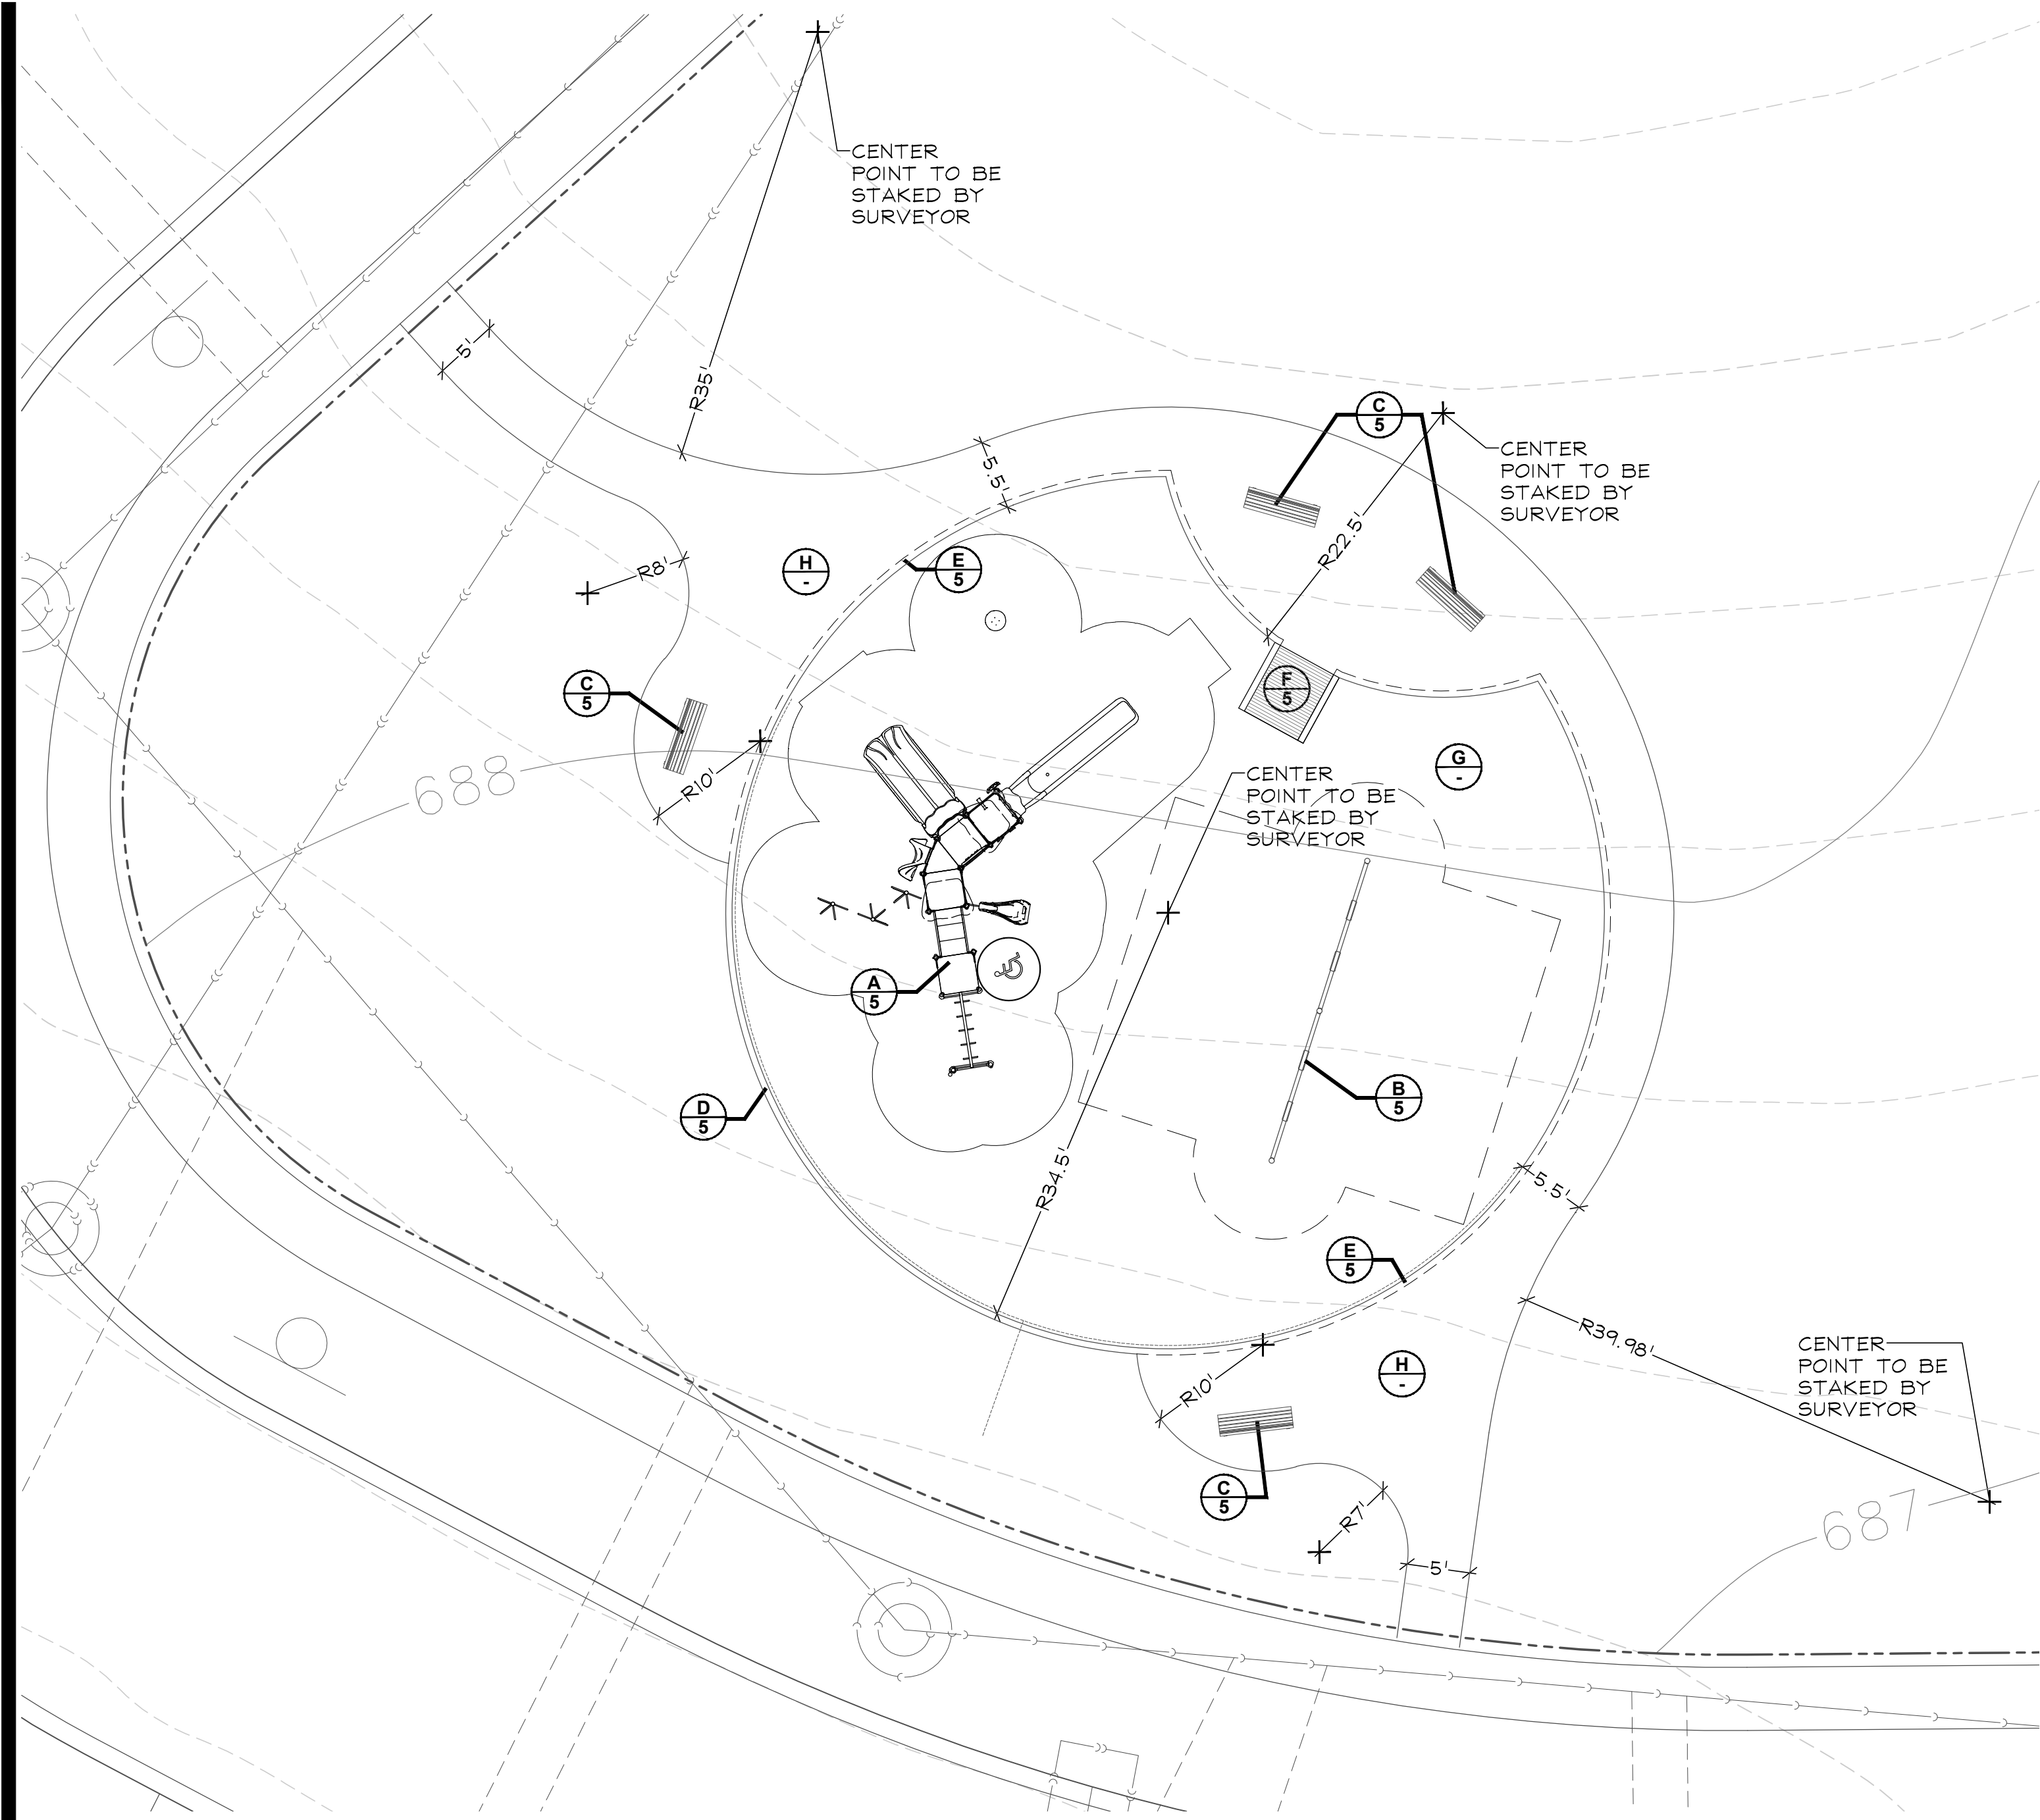 CENTER
POINT TO BE
STAKED BY
SURVEYOR
5'
R35'
C
5
5.5'
CENTER
POINT TO BE
STAKED BY
SURVEYOR
R22.5'
R8'
H
-
E
5
C
5
F
5
688
R10'
G
-
CENTER
POINT TO BE
STAKED BY
SURVEYOR
A
5
D
5
B
5
R34.5'
5.5'
E
5
R39.98'
CENTER
POINT TO BE
STAKED BY
SURVEYOR
H
-
R10'
C
5
R7'
5'
687